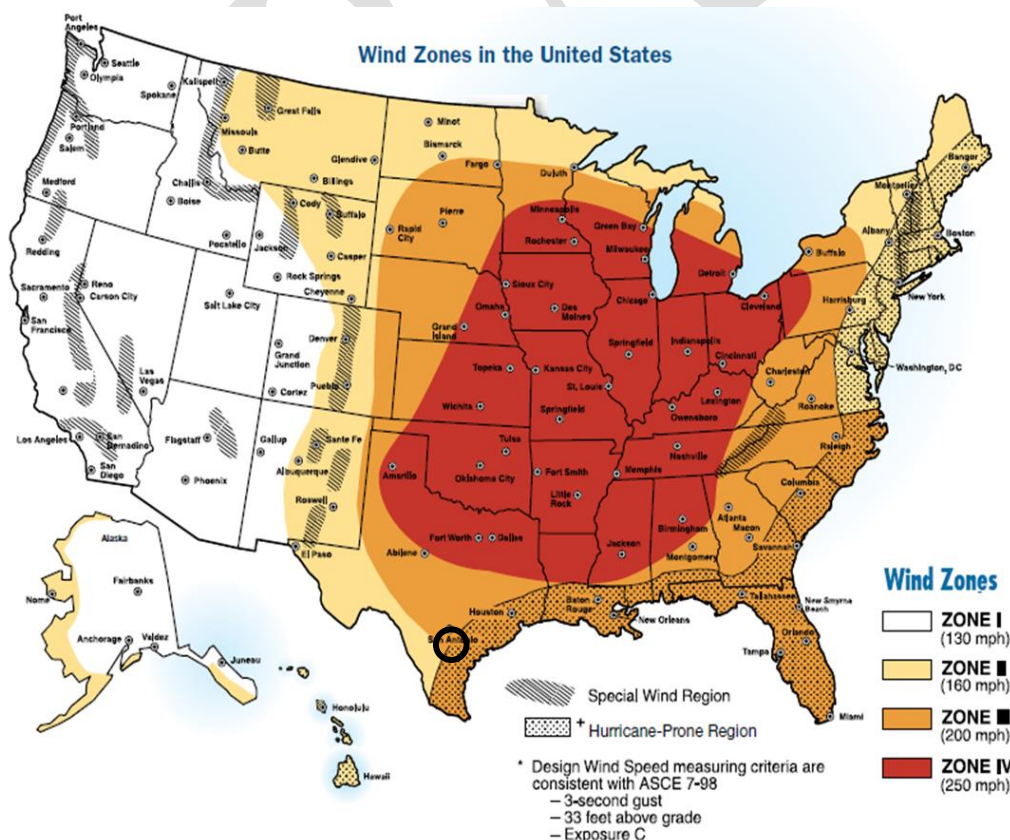 Wind Zones in the United States
Port
Angeles
Seattle
Olympia
Spokane
Kalispell
Great Falls
Minot
Bismarck
Fargo
Duluth
Portland
Salem
Missoula
Butte
Glendive
Billings
Medford
Challis
Boise
Cody
Buffalo
Pierre
Rapid
City
Minneapolis
Rochester
Green Bay
Milwaukee
Bangor
Montpelier
Albany
Boston
Buffalo
Redding
Pocatello
Jackson
Casper
Rock Springs
Cheyenne
Sioux City
Omaha
Des
Moines
Chicago
Detroit
Cleveland
Harrisburg
New York
Sacramento
Reno
Carson City
San
Francisco
Salt Lake City
Grand
Junction
Denver
Pueblo
Cortez
Grand
Island
Topeka
Kansas City
Springfield
Indianapolis
Cincinnati
St. Louis
Charleston
Washington, DC
Las
Vegas
Wichita
Springfield
Lexington
Owensboro
Roanoke
Raleigh
Los Angeles
San
Bernadino
San
Diego
Flagstaff
Phoenix
Gallup
Sante Fe
Albuquerque
Roswell
El Paso
Amarillo
Tulsa
Oklahoma City
Fort Smith
Little
Rock
Memphis
Nashville
Columbia
Atlanta
Macon
Savannah
Birmingham
Montgomery
Jackson
Fort Worth
Dallas
Abilene
Alaska
Fairbanks
Nome
Anchorage
Valdez
Juneau
Honolulu
Hawaii
Houston
Baton
Rouge
New Orleans
San Antonio
Tallahassee
New Smyrna
Beach
Orlando
Tampa
Miami
Special Wind Region
+ Hurricane-Prone Region
* Design Wind Speed measuring criteria are
consistent with ASCE 7-98
– 3-second gust
– 33 feet above grade
– Exposure C
Wind Zones
ZONE I
(130 mph)
ZONE
(160 mph)
ZONE
(200 mph)
ZONE IV
(250 mph)